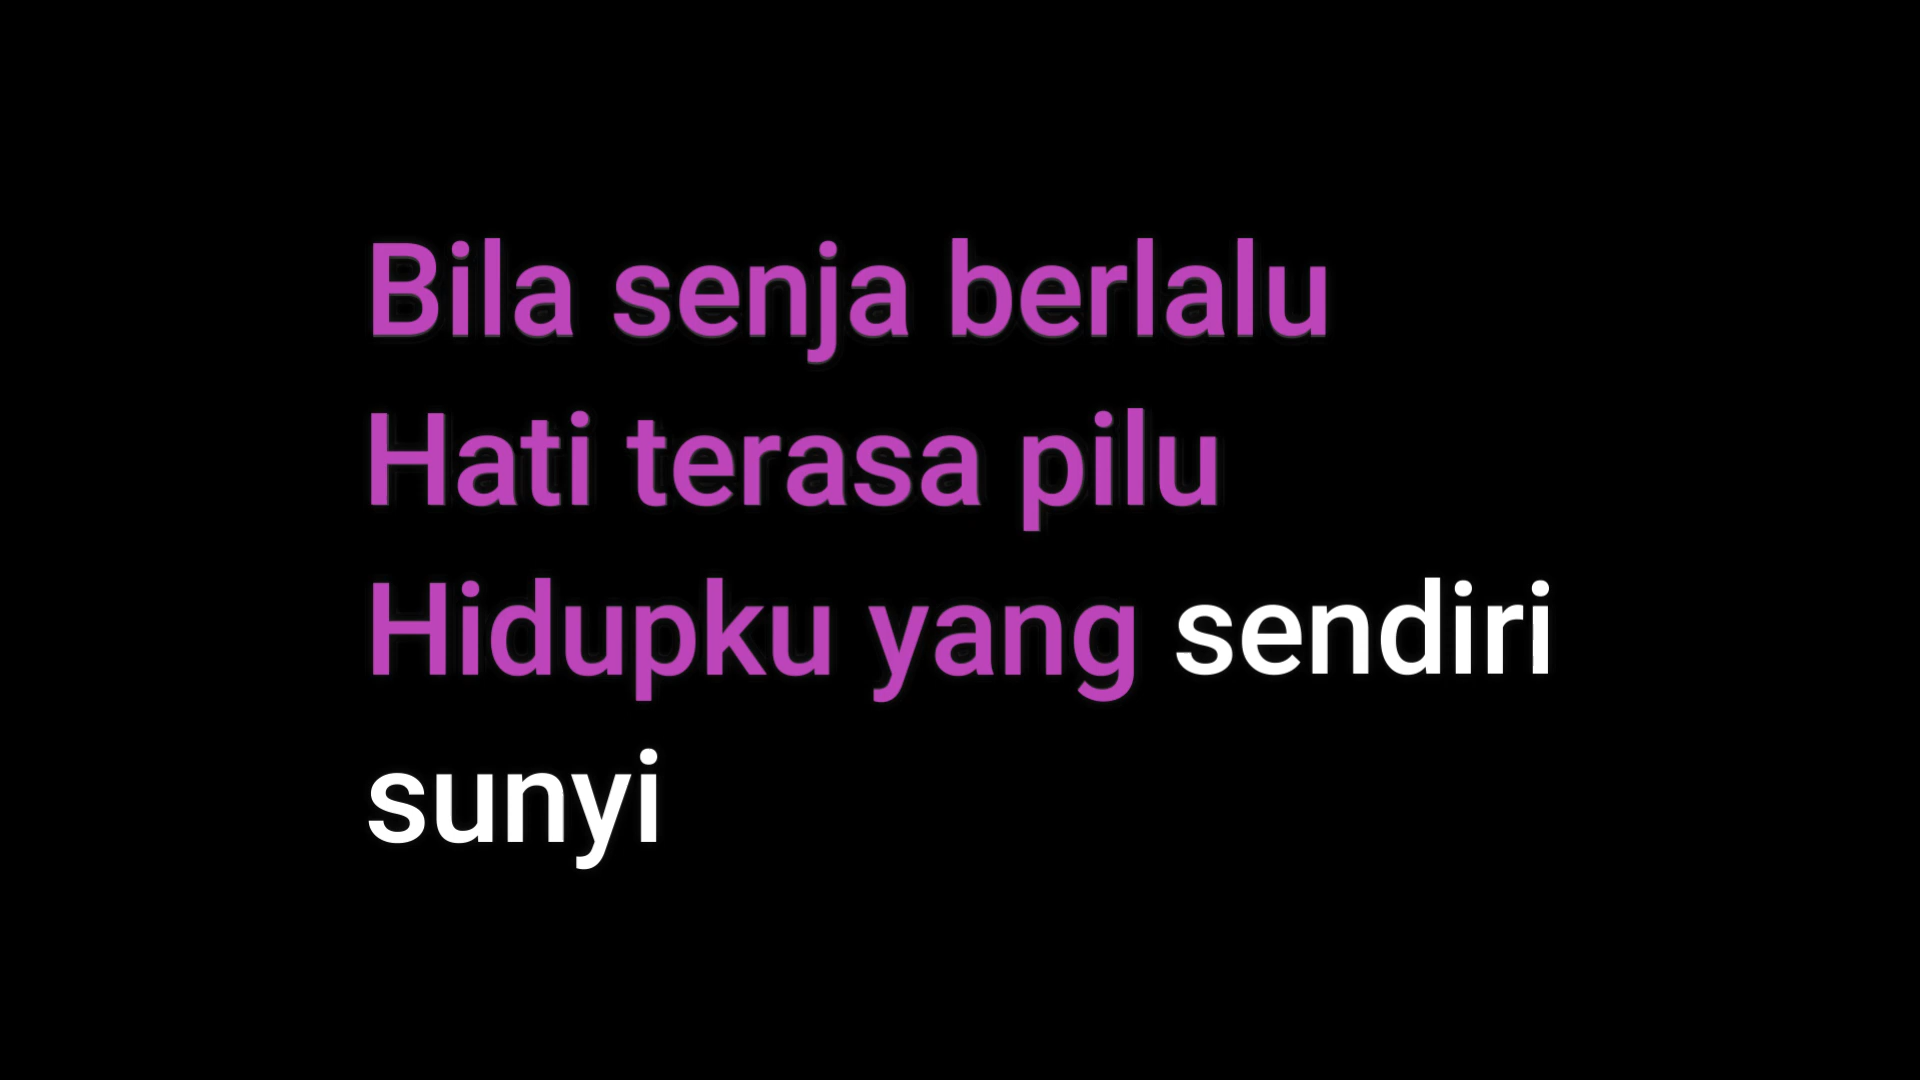 Bila senja berlalu
Hati terasa pilu
Hidupku yang sendiri
sunyi